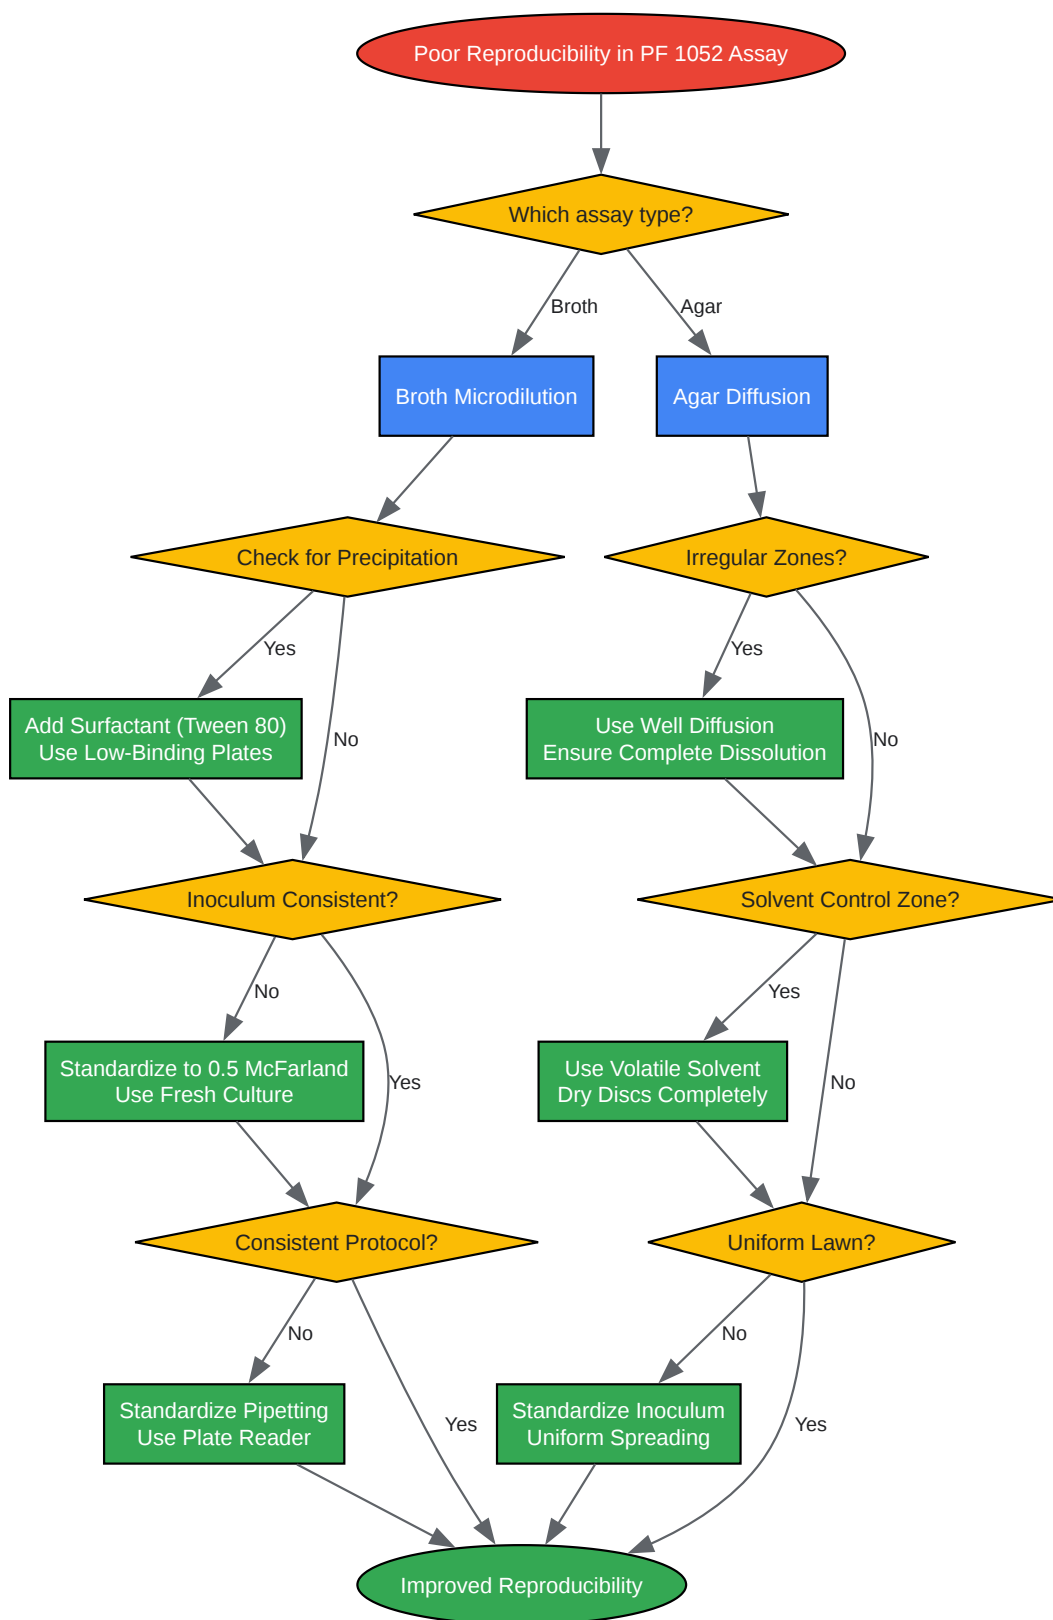 Poor Reproducibility in PF 1052 Assay
Which assay type?
Broth
Agar
Broth Microdilution
Agar Diffusion
Check for Precipitation
Irregular Zones?
Yes
Yes
Add Surfactant (Tween 80)
Use Low-Binding Plates
No
Use Well Diffusion
Ensure Complete Dissolution
No
Inoculum Consistent?
Solvent Control Zone?
No
Yes
Standardize to 0.5 McFarland
Use Fresh Culture
Yes
Use Volatile Solvent
Dry Discs Completely
No
Consistent Protocol?
Uniform Lawn?
No
No
Standardize Pipetting
Use Plate Reader
Yes
Standardize Inoculum
Uniform Spreading
Yes
Improved Reproducibility